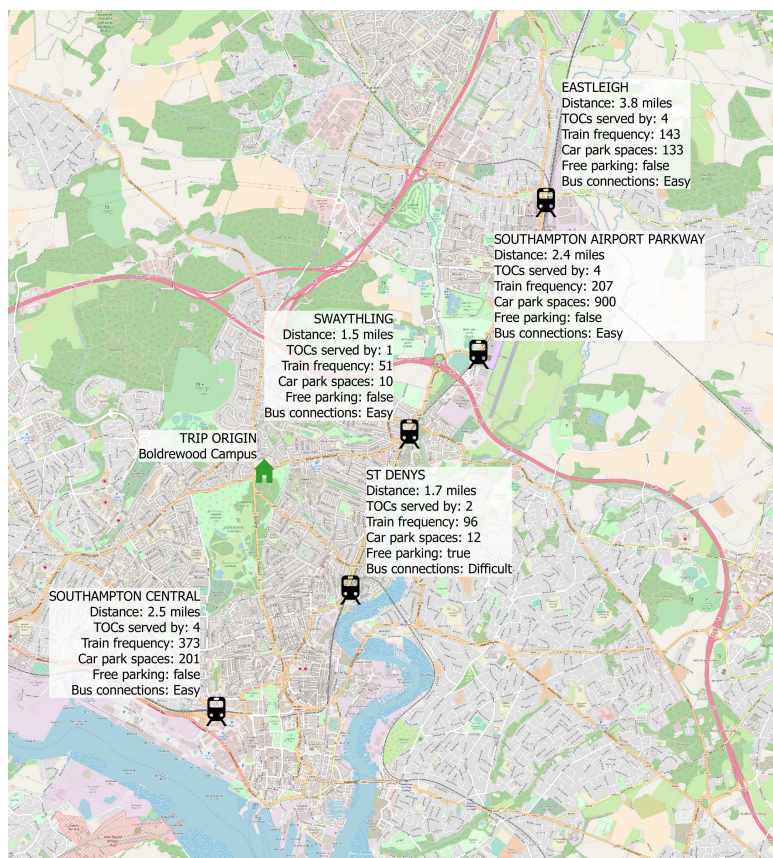 EASTLEIGH
Distance: 3.8 miles
TOCs served by: 4
Train frequency: 143
Car park spaces: 133
Free parking: false
Bus connections: Easy
SOUTHAMPTON AIRPORT PARKWAY
Distance: 2.4 miles
TOCs served by: 4
Train frequency: 207
Car park spaces: 900
Free parking: false
Bus connections: Easy
SWAYTHLING
Distance: 1.5 miles
TOCs served by: 1
Train frequency: 51
Car park spaces: 10
Free parking: false
Bus connections: Easy
TRIP ORIGIN
Boldrewood Campus
ST DENYS
Distance: 1.7 miles
TOCs served by: 2
Train frequency: 96
Car park spaces: 12
Free parking: true
Bus connections: Difficult
SOUTHAMPTON CENTRAL
Distance: 2.5 miles
TOCs served by: 4
Train frequency: 373
Car park spaces: 201
Free parking: false
Bus connections: Easy